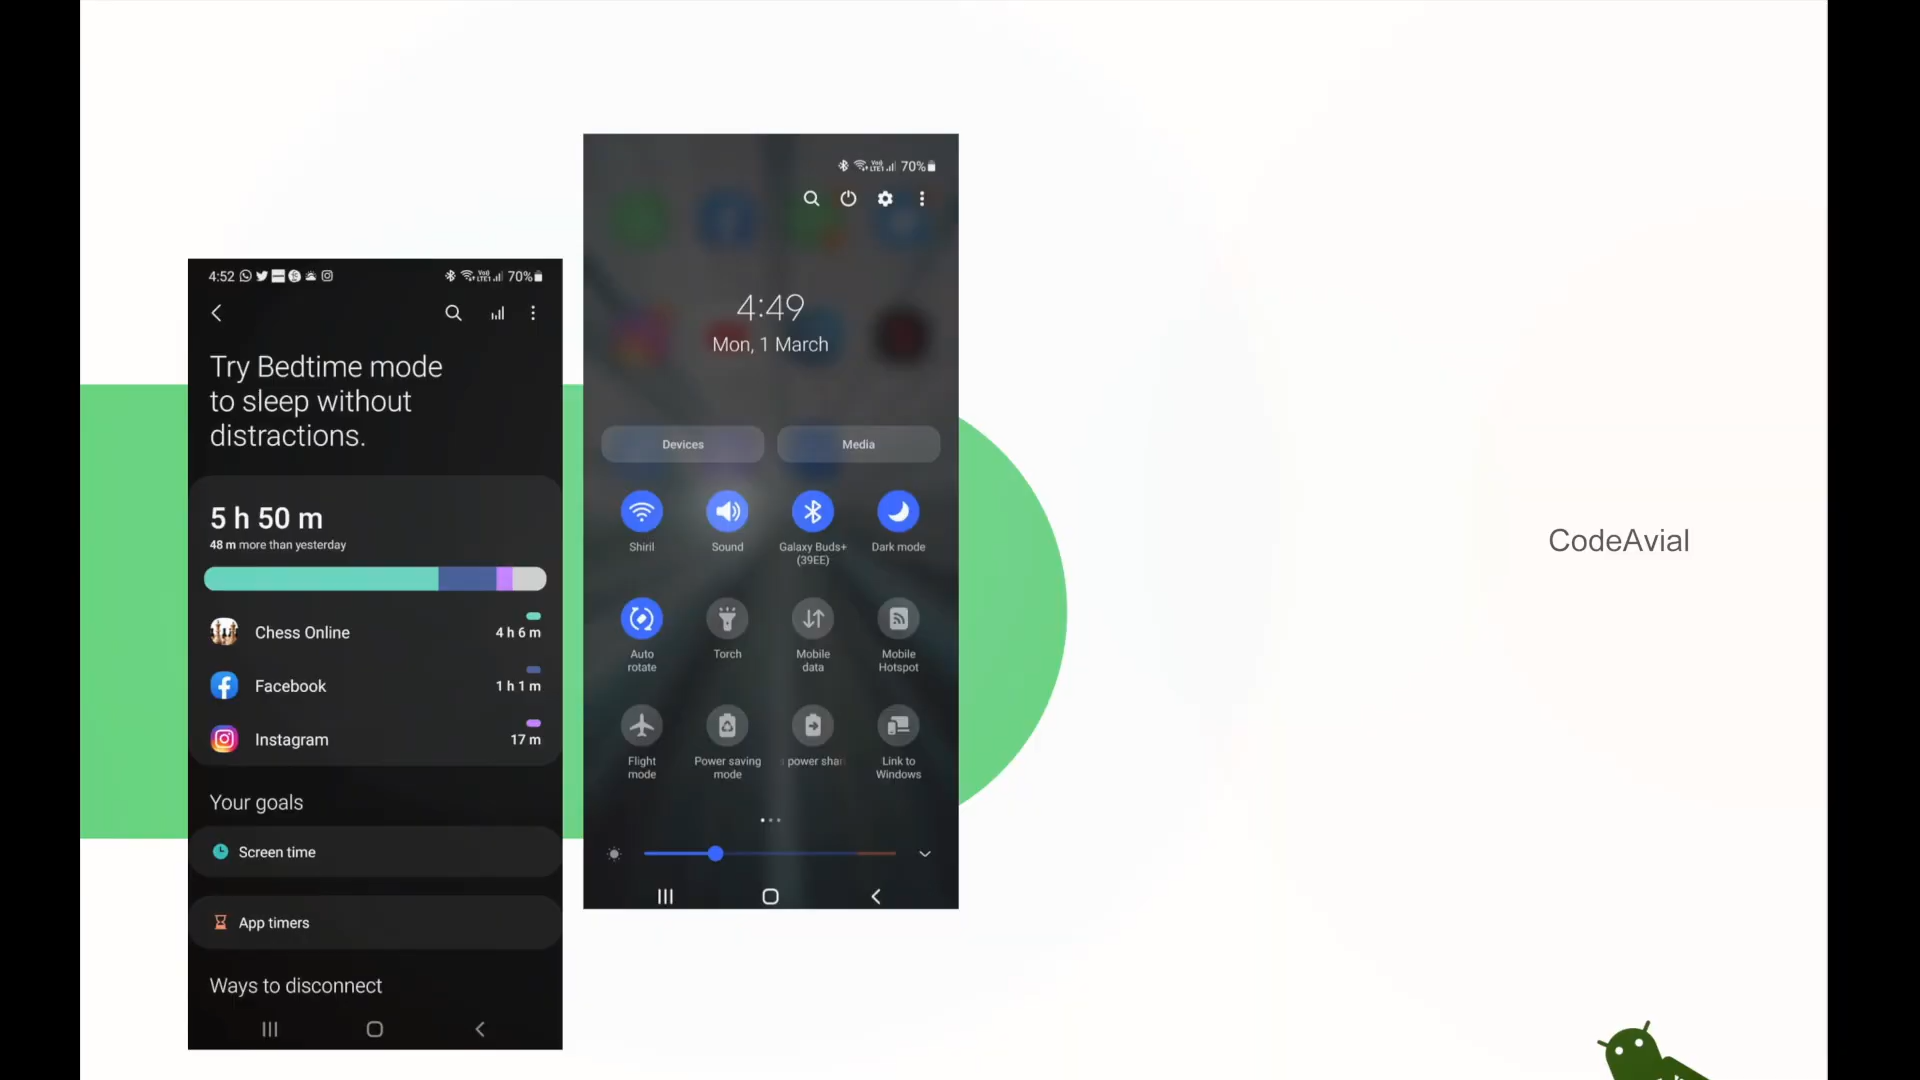 4:52
70%
Try Bedtime mode
to sleep without
distractions.
5 h 50 m
48 m more than yesterday
Chess Online
4 h 6 m
Facebook
1 h 1 m
Instagram
17 m
Your goals
Screen time
App timers
Ways to disconnect
70%
4:49
Mon, 1 March
Devices
Media
Shiril
Sound
Galaxy Buds+
(39EE)
Dark mode
Auto
rotate
Torch
Mobile
data
Mobile
Hotspot
Flight
mode
Power saving
mode
power shari
Link to
Windows
CodeAvial